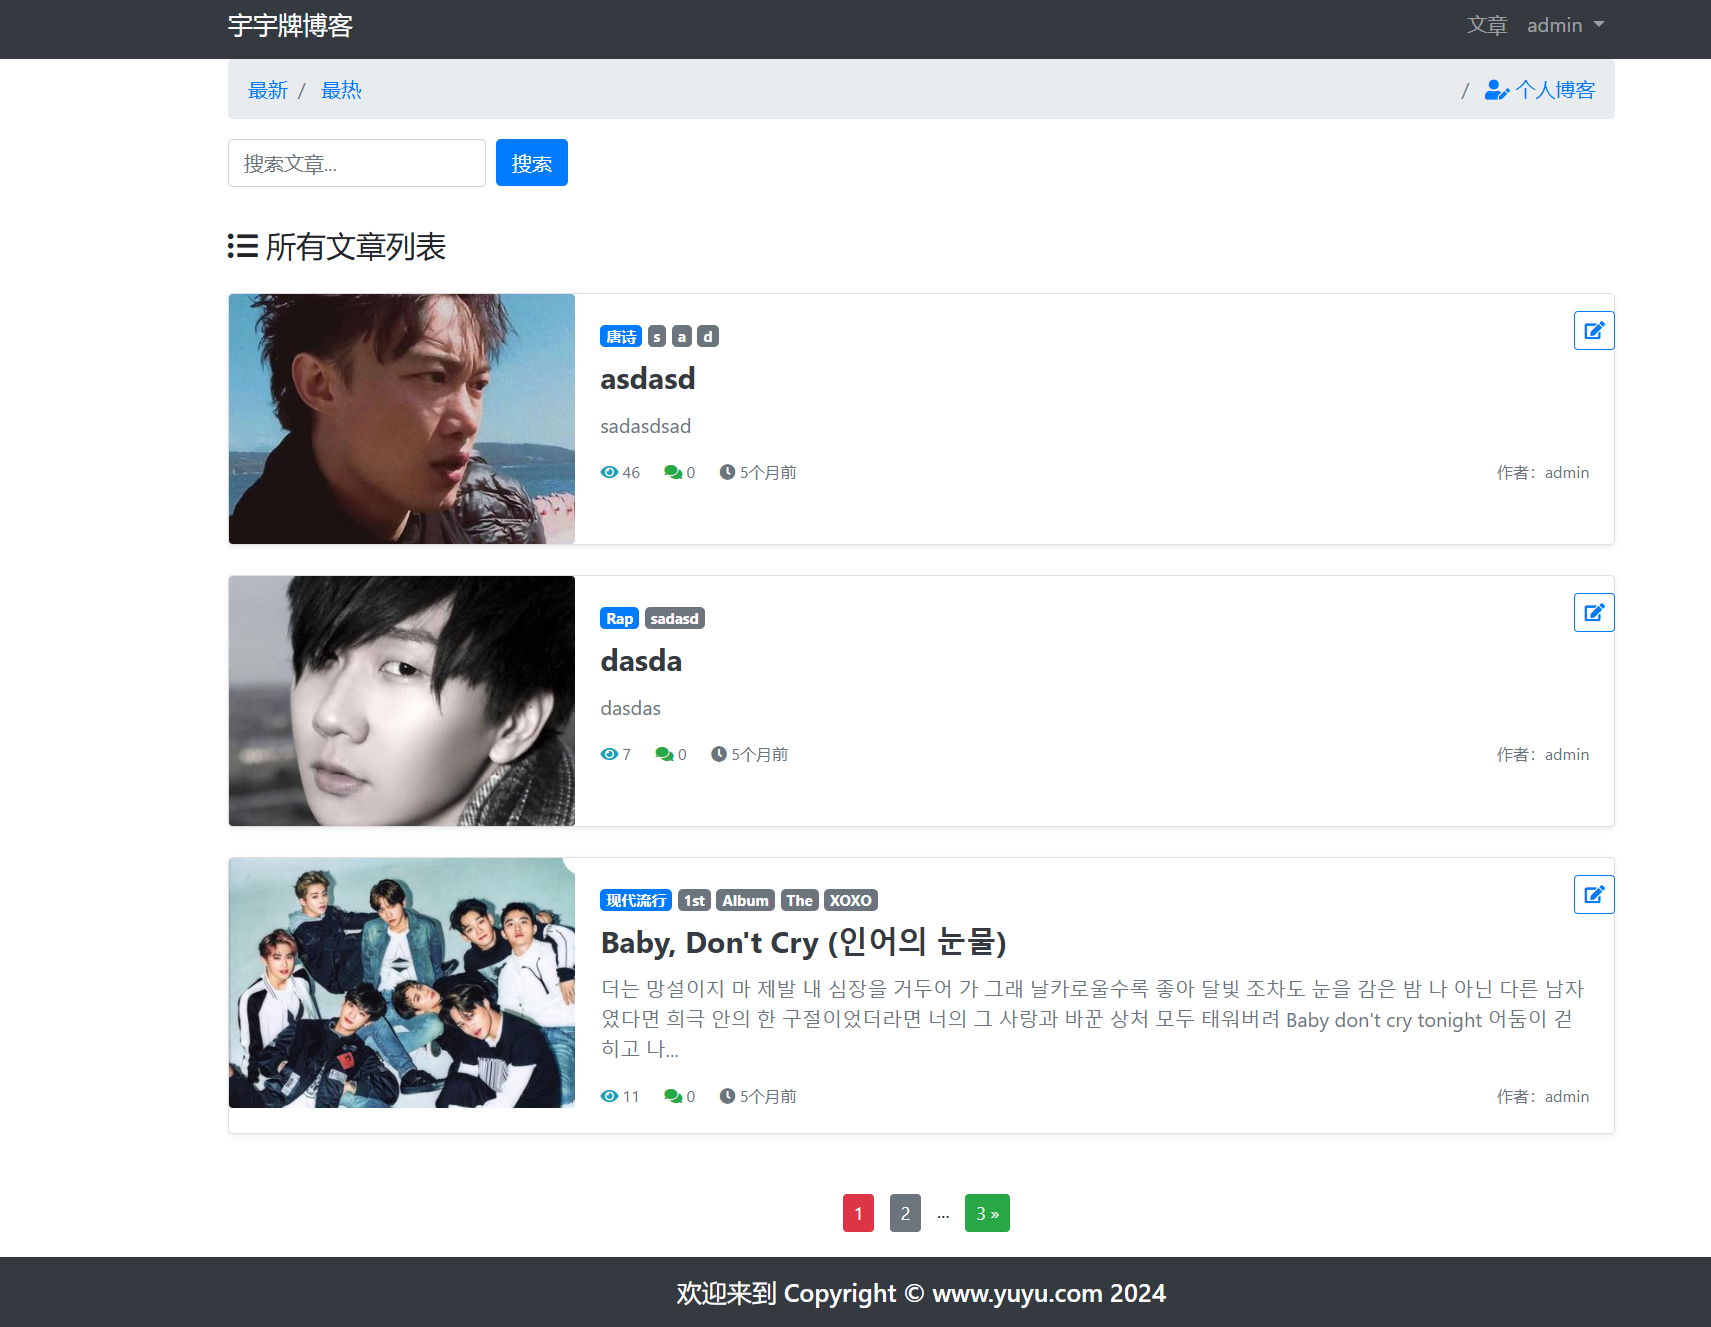 宇宇牌博客
文章 admin
最新 / 最热
/ 个人博客
搜索文章...
搜索
所有文章列表
唐诗 s a d
asdasd
sadasdsad
46 0 5个月前
作者：admin
Rap sadasd
dasda
dasdas
7 0 5个月前
作者：admin
现代流行 1st Album The XOXO
Baby, Don't Cry (인어의 눈물)
더는 망설이지 마 제발 내 심장을 거두어 가 그래 날카로울수록 좋아 달빛 조차도 눈을 감은 밤 나 아닌 다른 남자
였다면 희극 안의 한 구절이었더라면 너의 그 사랑과 바꾼 상처 모두 태워버려 Baby don't cry tonight 어둠이 걷
히고 나...
11 0 5个月前
作者：admin
1 2 ... 3 »
欢迎来到 Copyright © www.yuyu.com 2024